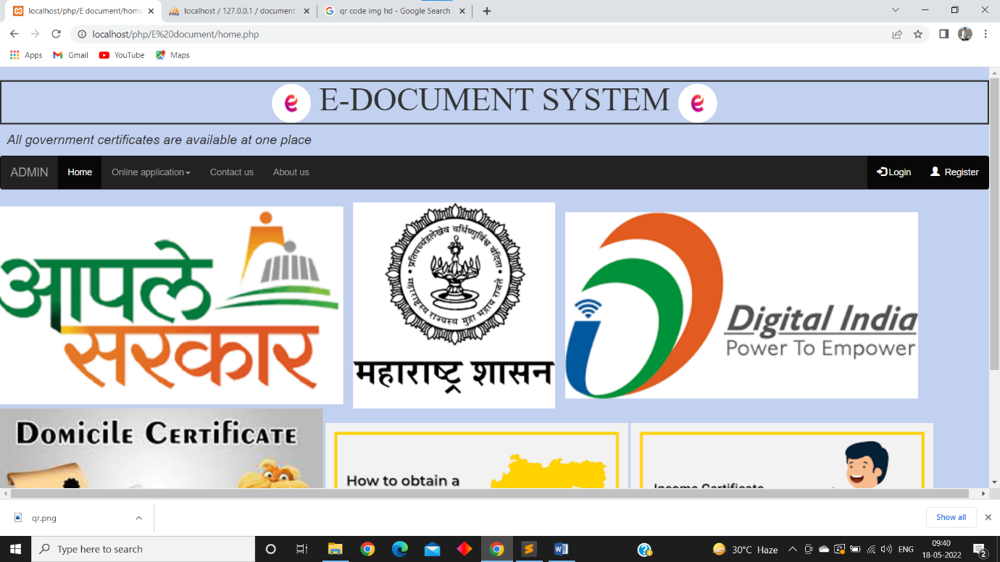 localhost/php/E document/home
localhost / 127.0.0.1 / document
qr code img hd - Google Search
localhost/php/E%20document/home.php
Apps Gmail YouTube Maps
e E-DOCUMENT SYSTEM e
All government certificates are available at one place
ADMIN Home Online application Contact us About us Login Register
आपले
सरकार
प्रतिपच्चंद्रलेखेव वर्धिष्णुर्विश्व वंदिता
महाराष्ट्रस्य राज्यस्य मुद्रा भद्राय राजते
महाराष्ट्र शासन
Digital India
Power To Empower
Domicile Certificate
How to obtain a
Income Certificate
qr.png
Show all
Type here to search
30°C Haze
ENG
09:40
18-05-2022
2